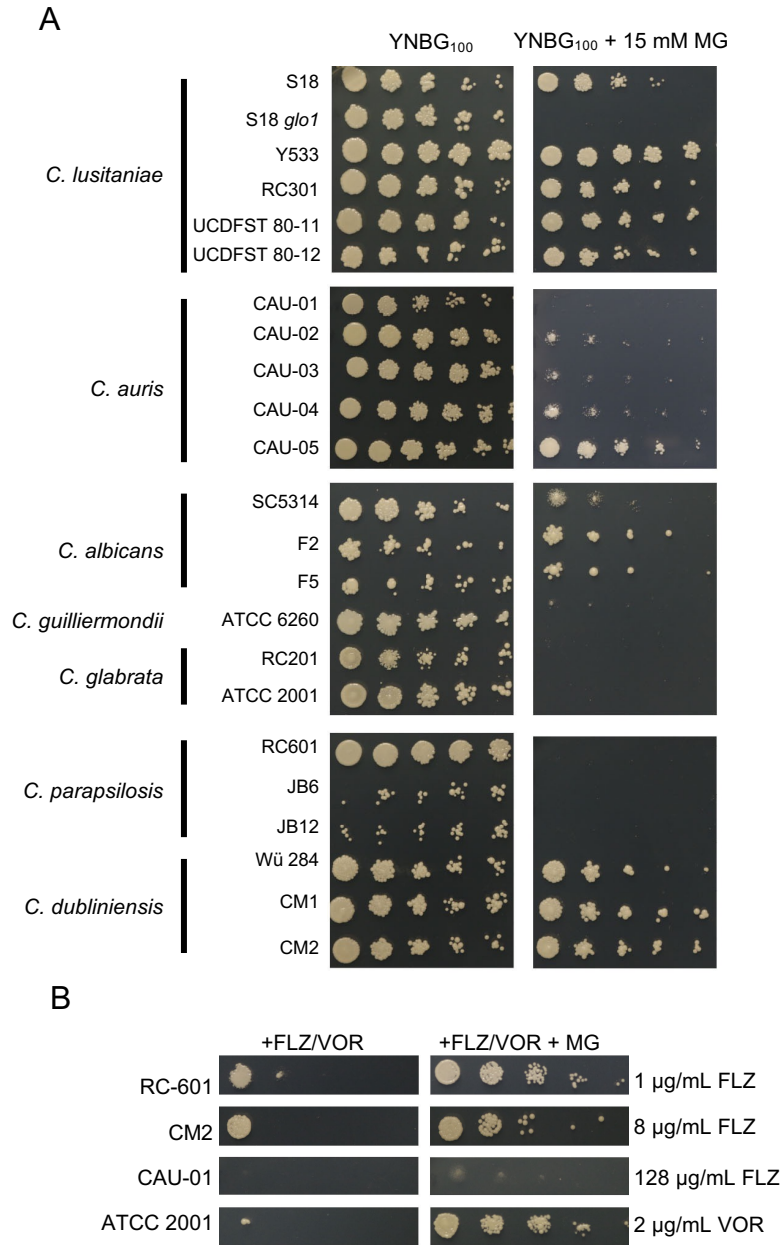 A
YNBG₁₀₀ YNBG₁₀₀ + 15 mM MG
C. lusitaniae
S18
S18 glo1
Y533
RC301
UCDFST 80-11
UCDFST 80-12
C. auris
CAU-01
CAU-02
CAU-03
CAU-04
CAU-05
C. albicans
SC5314
F2
F5
C. guilliermondii ATCC 6260
C. glabrata
RC201
ATCC 2001
C. parapsilosis
RC601
JB6
JB12
C. dubliniensis
Wü 284
CM1
CM2
B
+FLZ/VOR +FLZ/VOR + MG
RC-601 1 µg/mL FLZ
CM2 8 µg/mL FLZ
CAU-01 128 µg/mL FLZ
ATCC 2001 2 µg/mL VOR